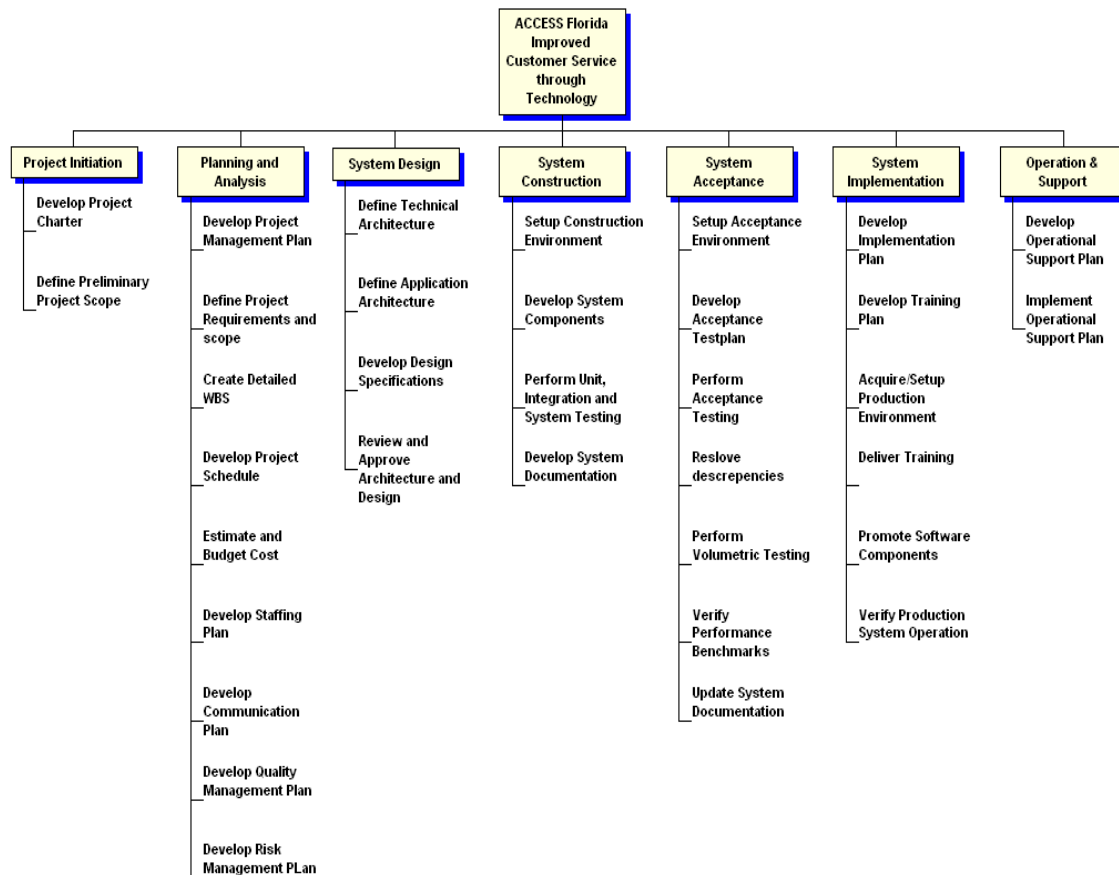 ACCESS Florida
Improved
Customer Service
through
Technology
Project Initiation
Develop Project
Charter
Define Preliminary
Project Scope
Planning and
Analysis
Develop Project
Management Plan
Define Project
Requirements and
scope
Create Detailed
WBS
Develop Project
Schedule
Estimate and
Budget Cost
Develop Staffing
Plan
Develop
Communication
Plan
Develop Quality
Management Plan
Develop Risk
Management PLan
System Design
Define Technical
Architecture
Define Application
Architecture
Develop Design
Specifications
Review and
Approve
Architecture and
Design
System
Construction
Setup Construction
Environment
Develop System
Components
Perform Unit,
Integration and
System Testing
Develop System
Documentation
System
Acceptance
Setup Acceptance
Environment
Develop
Acceptance
Testplan
Perform
Acceptance
Testing
Reslove
descrepencies
Perform
Volumetric Testing
Verify
Performance
Benchmarks
Update System
Documentation
System
Implementation
Develop
Implementation
Plan
Develop Training
Plan
Acquire/Setup
Production
Environment
Deliver Training
Promote Software
Components
Verify Production
System Operation
Operation &
Support
Develop
Operational
Support Plan
Implement
Operational
Support Plan